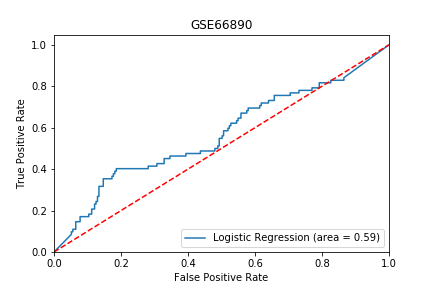 GSE66890
1.0
0.8
0.6
0.4
0.2
0.0
True Positive Rate
Logistic Regression (area = 0.59)
0.0 0.2 0.4 0.6 0.8 1.0
False Positive Rate